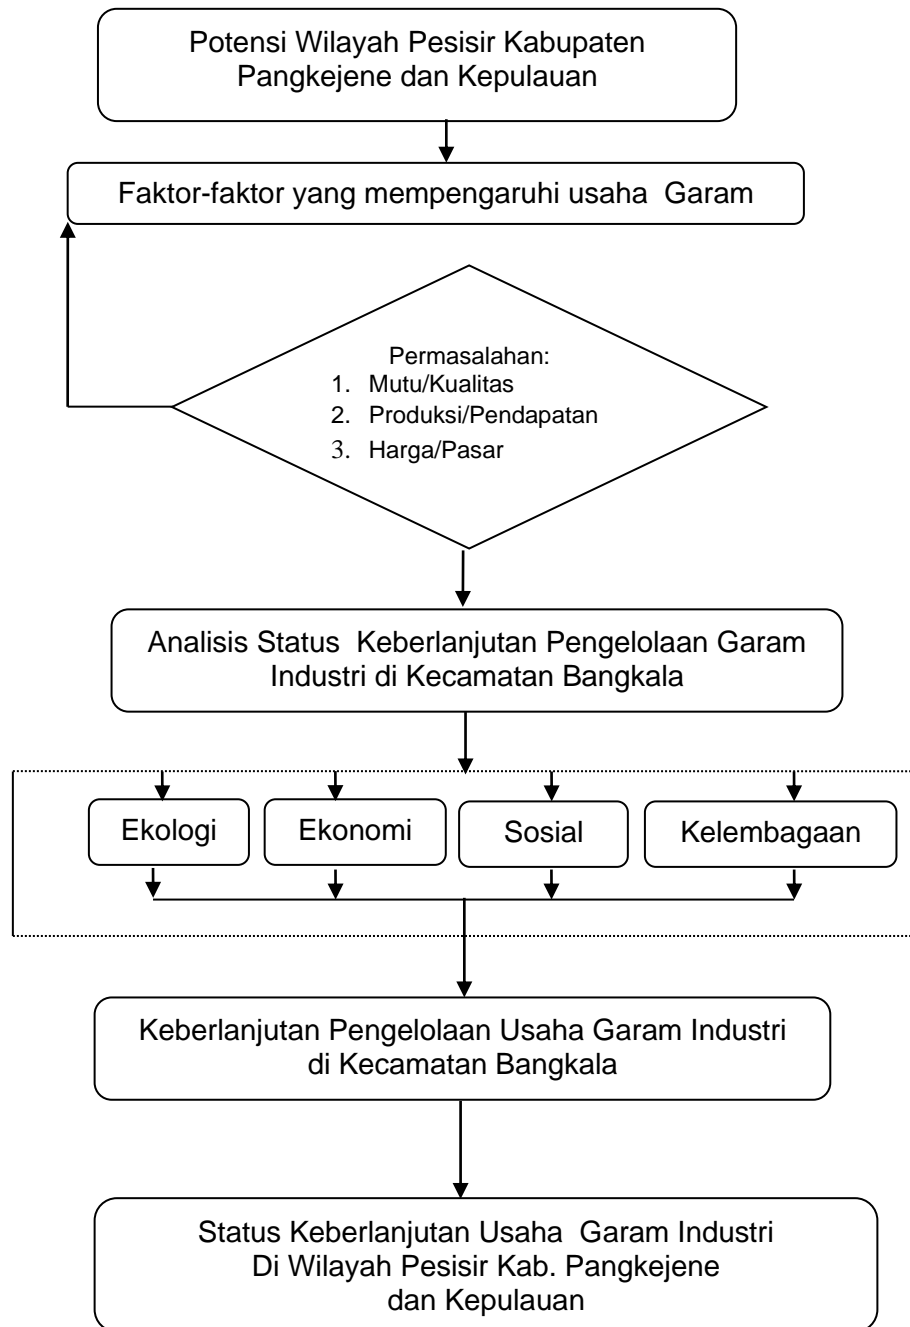 Potensi Wilayah Pesisir Kabupaten
Pangkejene dan Kepulauan
Faktor-faktor yang mempengaruhi usaha  Garam
Permasalahan:
1. Mutu/Kualitas
2. Produksi/Pendapatan
3. Harga/Pasar
Analisis Status  Keberlanjutan Pengelolaan Garam
Industri di Kecamatan Bangkala
Ekologi
Ekonomi
Sosial
Kelembagaan
Keberlanjutan Pengelolaan Usaha Garam Industri
di Kecamatan Bangkala
Status Keberlanjutan Usaha  Garam Industri
Di Wilayah Pesisir Kab. Pangkejene
dan Kepulauan